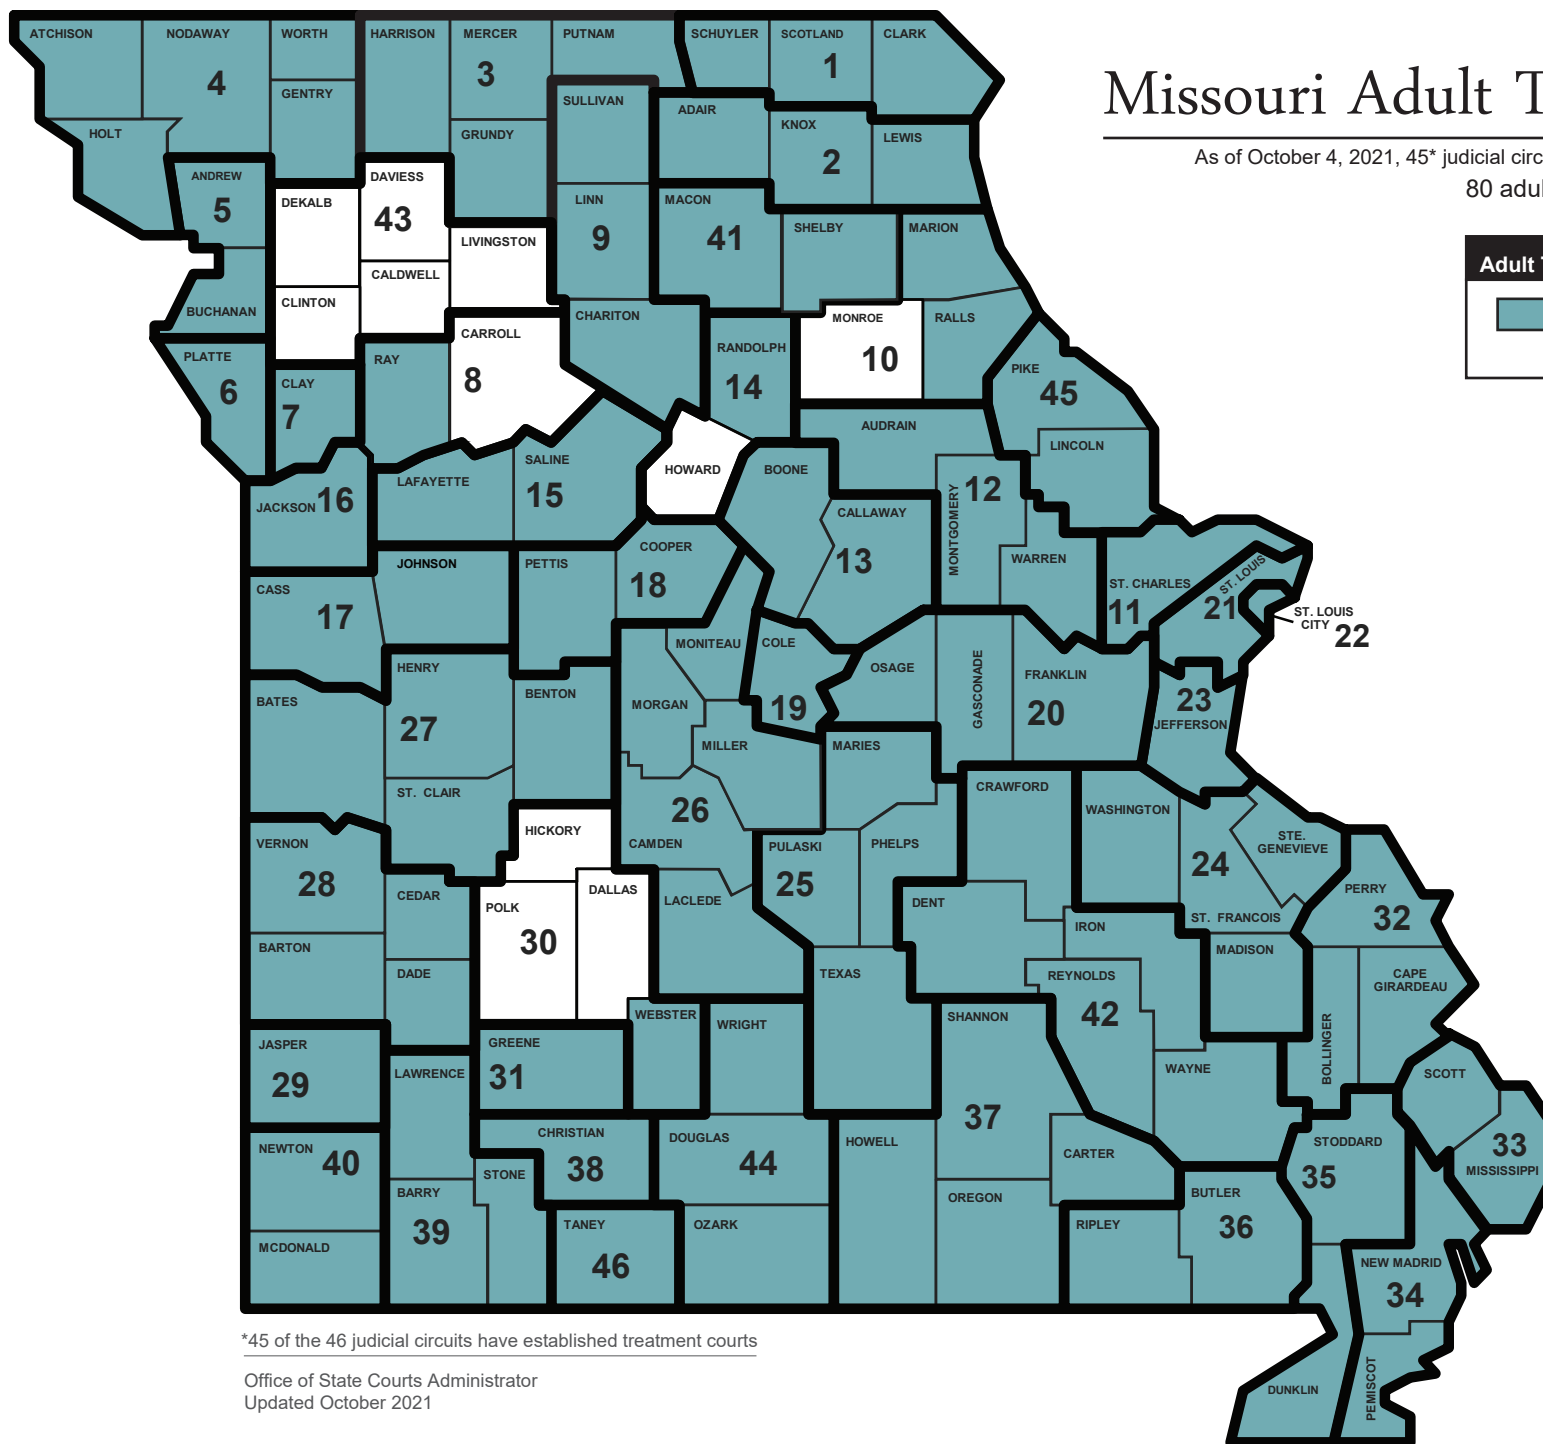 Missouri Adult T
As of October 4, 2021, 45* judicial circ
80 adul
Adult T
ATCHISON
NODAWAY
4
WORTH
GENTRY
HOLT
HARRISON
MERCER
3
PUTNAM
GRUNDY
SCHUYLER
SCOTLAND
1
CLARK
SULLIVAN
ADAIR
KNOX
2
LEWIS
ANDREW
5
BUCHANAN
DEKALB
DAVIESS
43
CLINTON
CALDWELL
LIVINGSTON
LINN
9
CHARITON
MACON
41
SHELBY
MARION
MONROE
10
RALLS
PLATTE
6
CLAY
7
RAY
CARROLL
8
RANDOLPH
14
HOWARD
PIKE
45
LINCOLN
AUDRAIN
JACKSON
16
LAFAYETTE
SALINE
15
BOONE
CALLAWAY
13
MONTGOMERY
12
WARREN
ST. CHARLES
11
ST. LOUIS
21
ST. LOUIS
CITY
22
CASS
17
JOHNSON
PETTIS
COOPER
18
MONITEAU
COLE
19
OSAGE
GASCONADE
FRANKLIN
20
23
JEFFERSON
BATES
HENRY
27
BENTON
MORGAN
MILLER
26
CAMDEN
MARIES
ST. CLAIR
HICKORY
PULASKI
25
PHELPS
CRAWFORD
WASHINGTON
24
STE.
GENEVIEVE
ST. FRANCOIS
VERNON
28
CEDAR
POLK
30
DALLAS
LACLEDE
DENT
IRON
MADISON
PERRY
32
BARTON
DADE
TEXAS
REYNOLDS
42
BOLLINGER
CAPE
GIRARDEAU
JASPER
29
LAWRENCE
GREENE
31
WEBSTER
WRIGHT
SHANNON
37
WAYNE
SCOTT
NEWTON
40
CHRISTIAN
38
DOUGLAS
44
HOWELL
CARTER
STODDARD
35
33
MISSISSIPPI
BARRY
39
STONE
TANEY
46
OZARK
OREGON
RIPLEY
BUTLER
36
MCDONALD
NEW MADRID
34
DUNKLIN
PEMISCOT
*45 of the 46 judicial circuits have established treatment courts
Office of State Courts Administrator
Updated October 2021